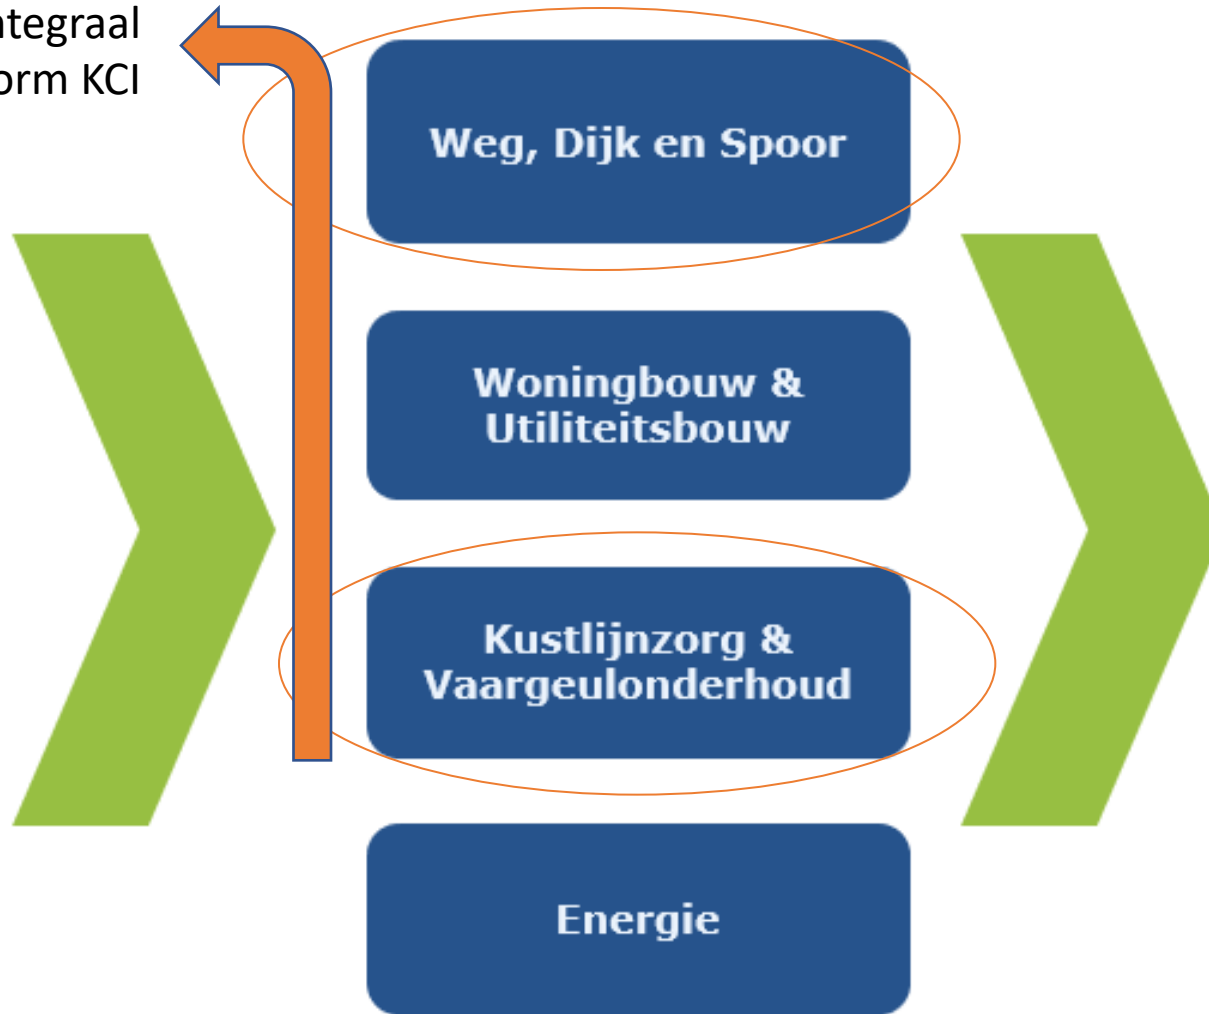 ntegraal
orm KCI
Weg, Dijk en Spoor
Woningbouw &
Utiliteitsbouw
Kustlijnzorg &
Vaargeulonderhoud
Energie